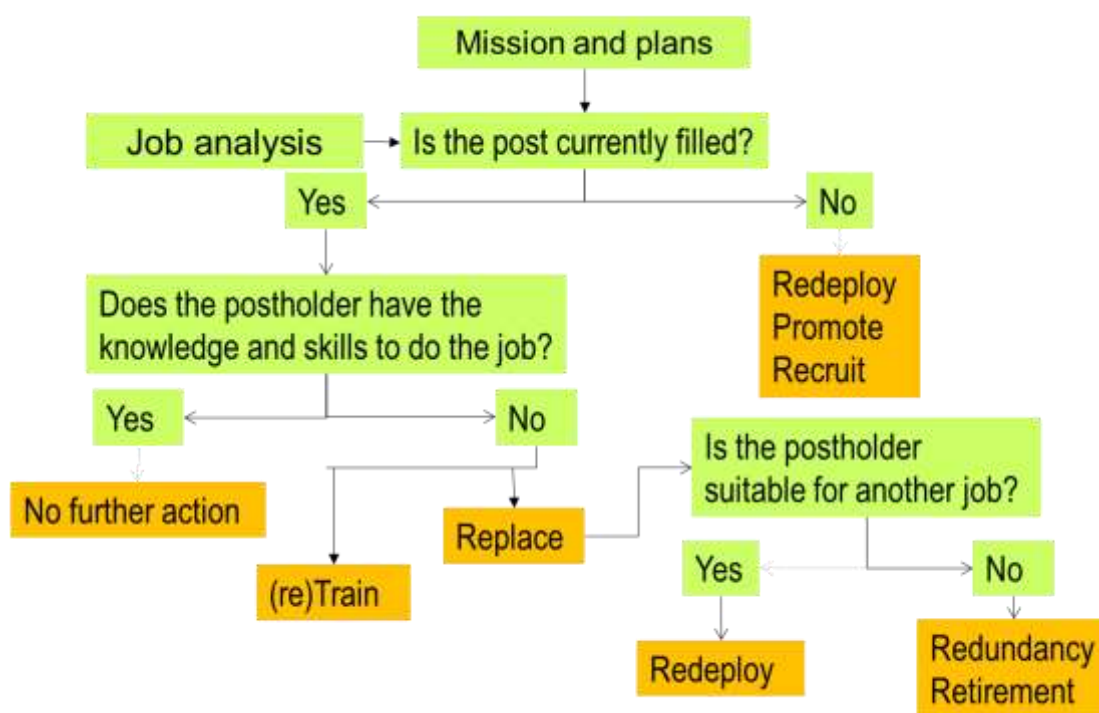 Mission and plans
Job analysis
Is the post currently filled?
Yes
No
Redeploy
Promote
Recruit
Does the postholder have the
knowledge and skills to do the job?
Yes
No
Is the postholder
suitable for another job?
No further action
Replace
(re)Train
Yes
No
Redeploy
Redundancy
Retirement